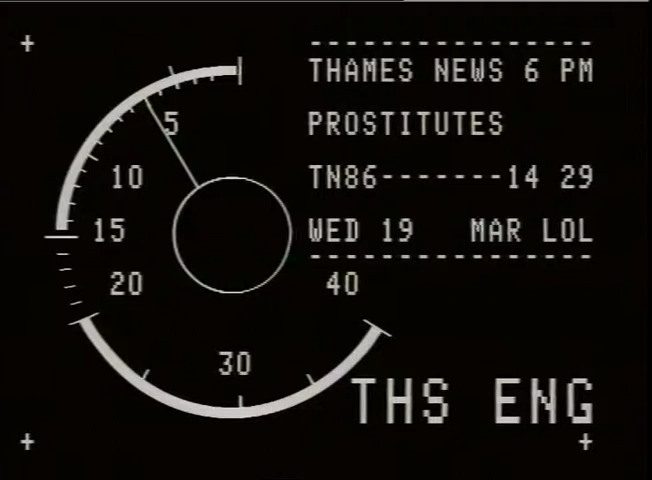 THAMES NEWS 6 PM
PROSTITUTES
TN86-------14 29
WED 19 MAR LOL
5
10
15
20
30
40
THS ENG